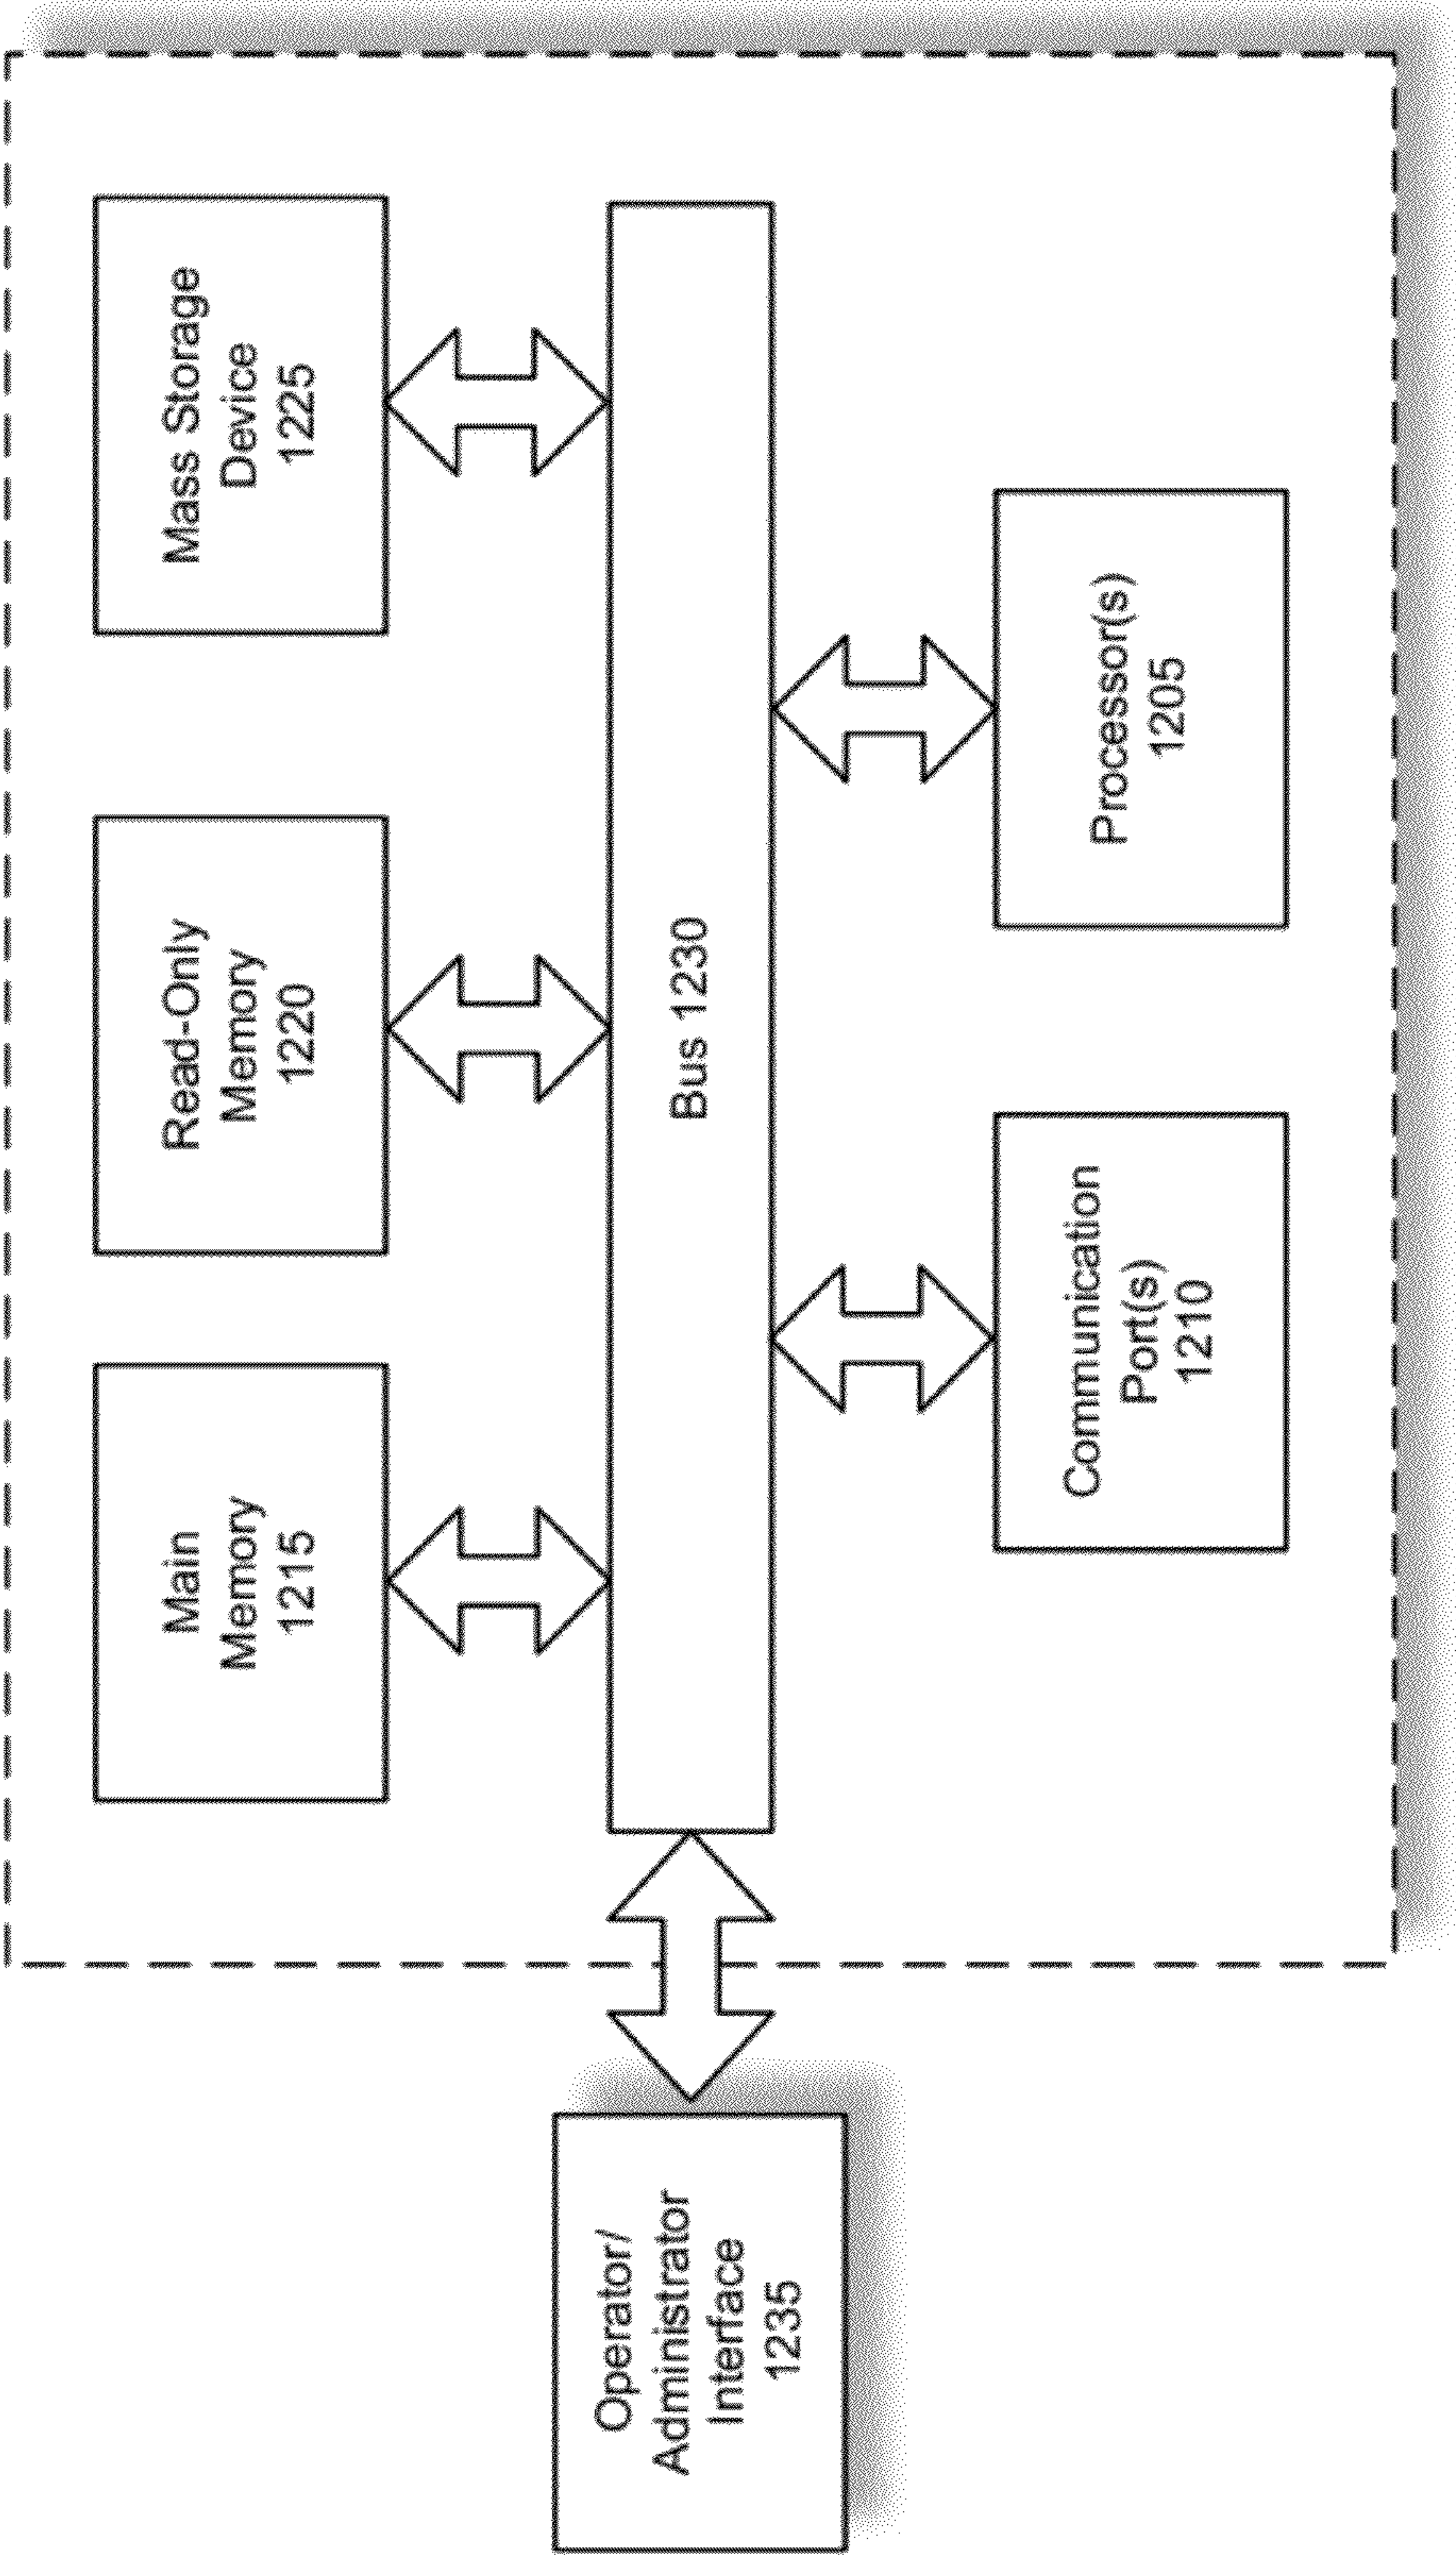 Main
Memory
1215
Read-Only
Memory
1220
Mass Storage
Device
1225
Operator/
Administrator
Interface
1235
Bus 1230
Communication
Port(s)
1210
Processor(s)
1205